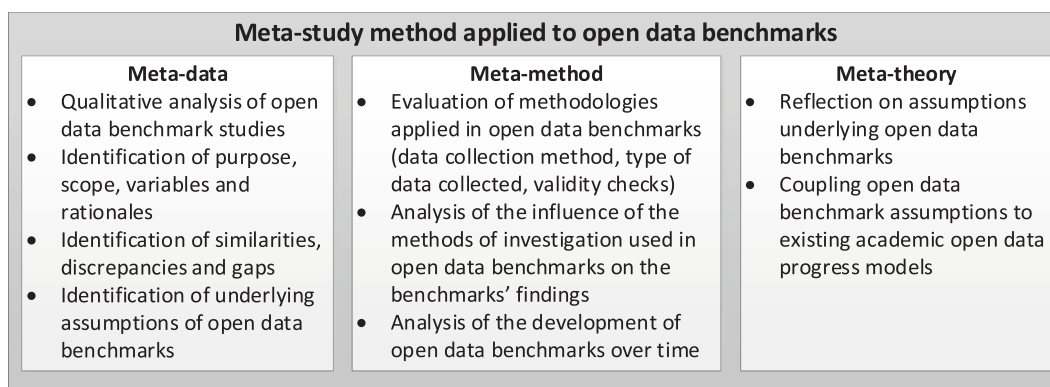 Meta-study method applied to open data benchmarks
Meta-data
• Qualitative analysis of open
data benchmark studies
• Identification of purpose,
scope, variables and
rationales
• Identification of similarities,
discrepancies and gaps
• Identification of underlying
assumptions of open data
benchmarks
Meta-method
• Evaluation of methodologies
applied in open data benchmarks
(data collection method, type of
data collected, validity checks)
• Analysis of the influence of the
methods of investigation used in
open data benchmarks on the
benchmarks’ findings
• Analysis of the development of
open data benchmarks over time
Meta-theory
• Reflection on assumptions
underlying open data
benchmarks
• Coupling open data
benchmark assumptions to
existing academic open data
progress models